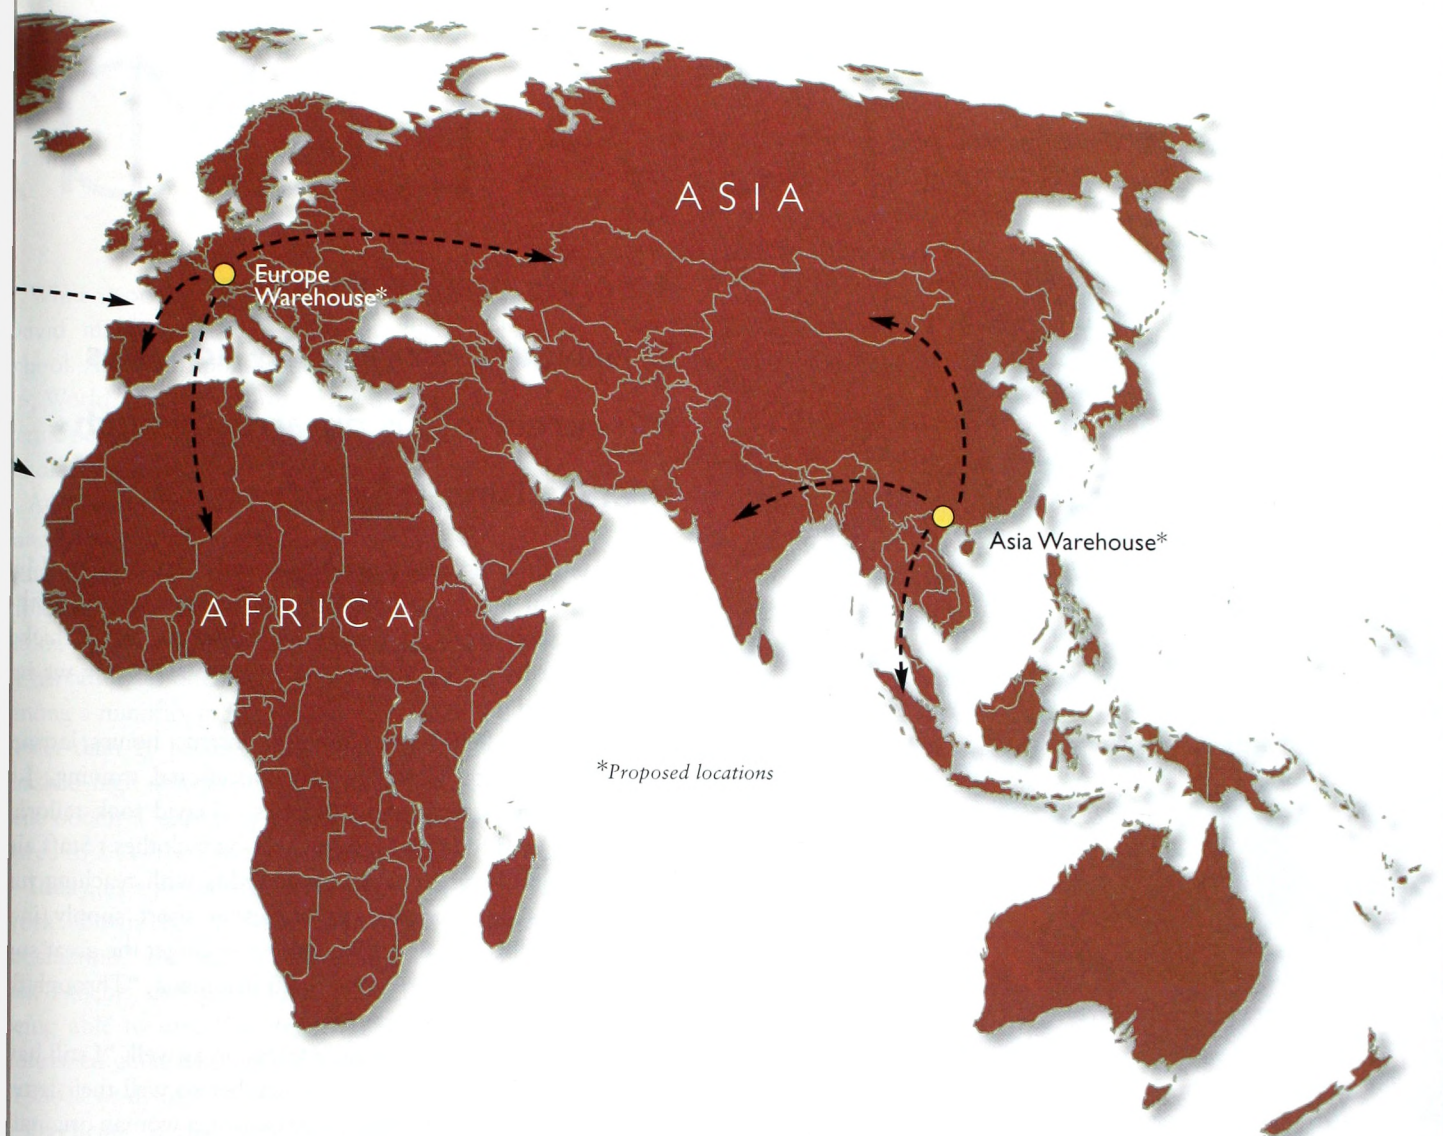 ASIA
Europe
Warehouse*
Asia Warehouse*
AFRICA
*Proposed locations